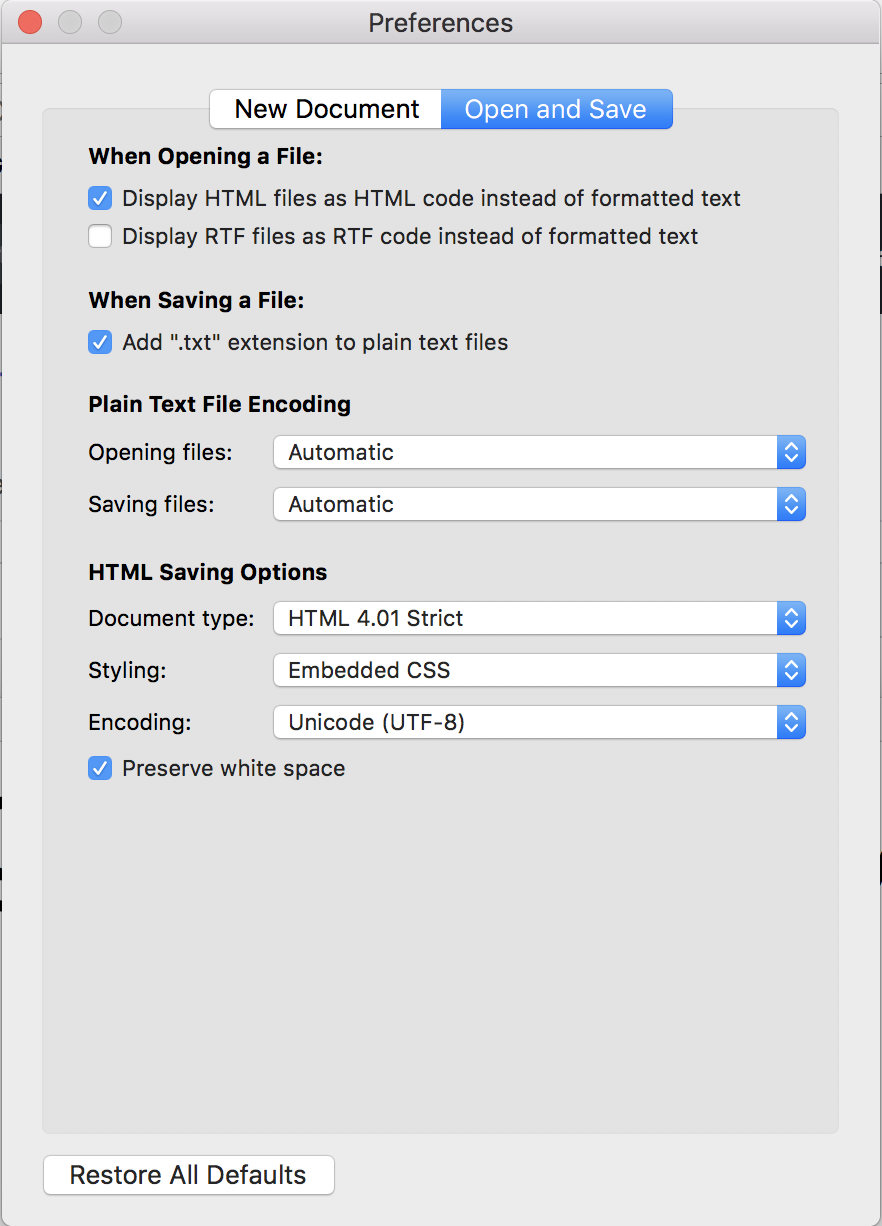 Preferences
New Document
Open and Save
When Opening a File:
Display HTML files as HTML code instead of formatted text
Display RTF files as RTF code instead of formatted text
When Saving a File:
Add ".txt" extension to plain text files
Plain Text File Encoding
Opening files: Automatic
Saving files: Automatic
HTML Saving Options
Document type: HTML 4.01 Strict
Styling: Embedded CSS
Encoding: Unicode (UTF-8)
Preserve white space
Restore All Defaults